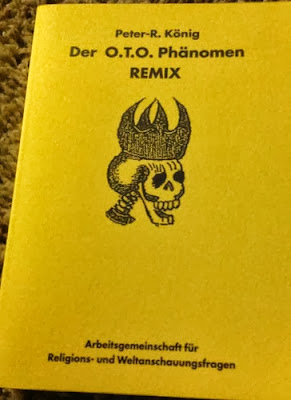 Peter-R. König
Der O.T.O. Phänomen
REMIX
Arbeitsgemeinschaft für
Religions- und Weltanschauungsfragen